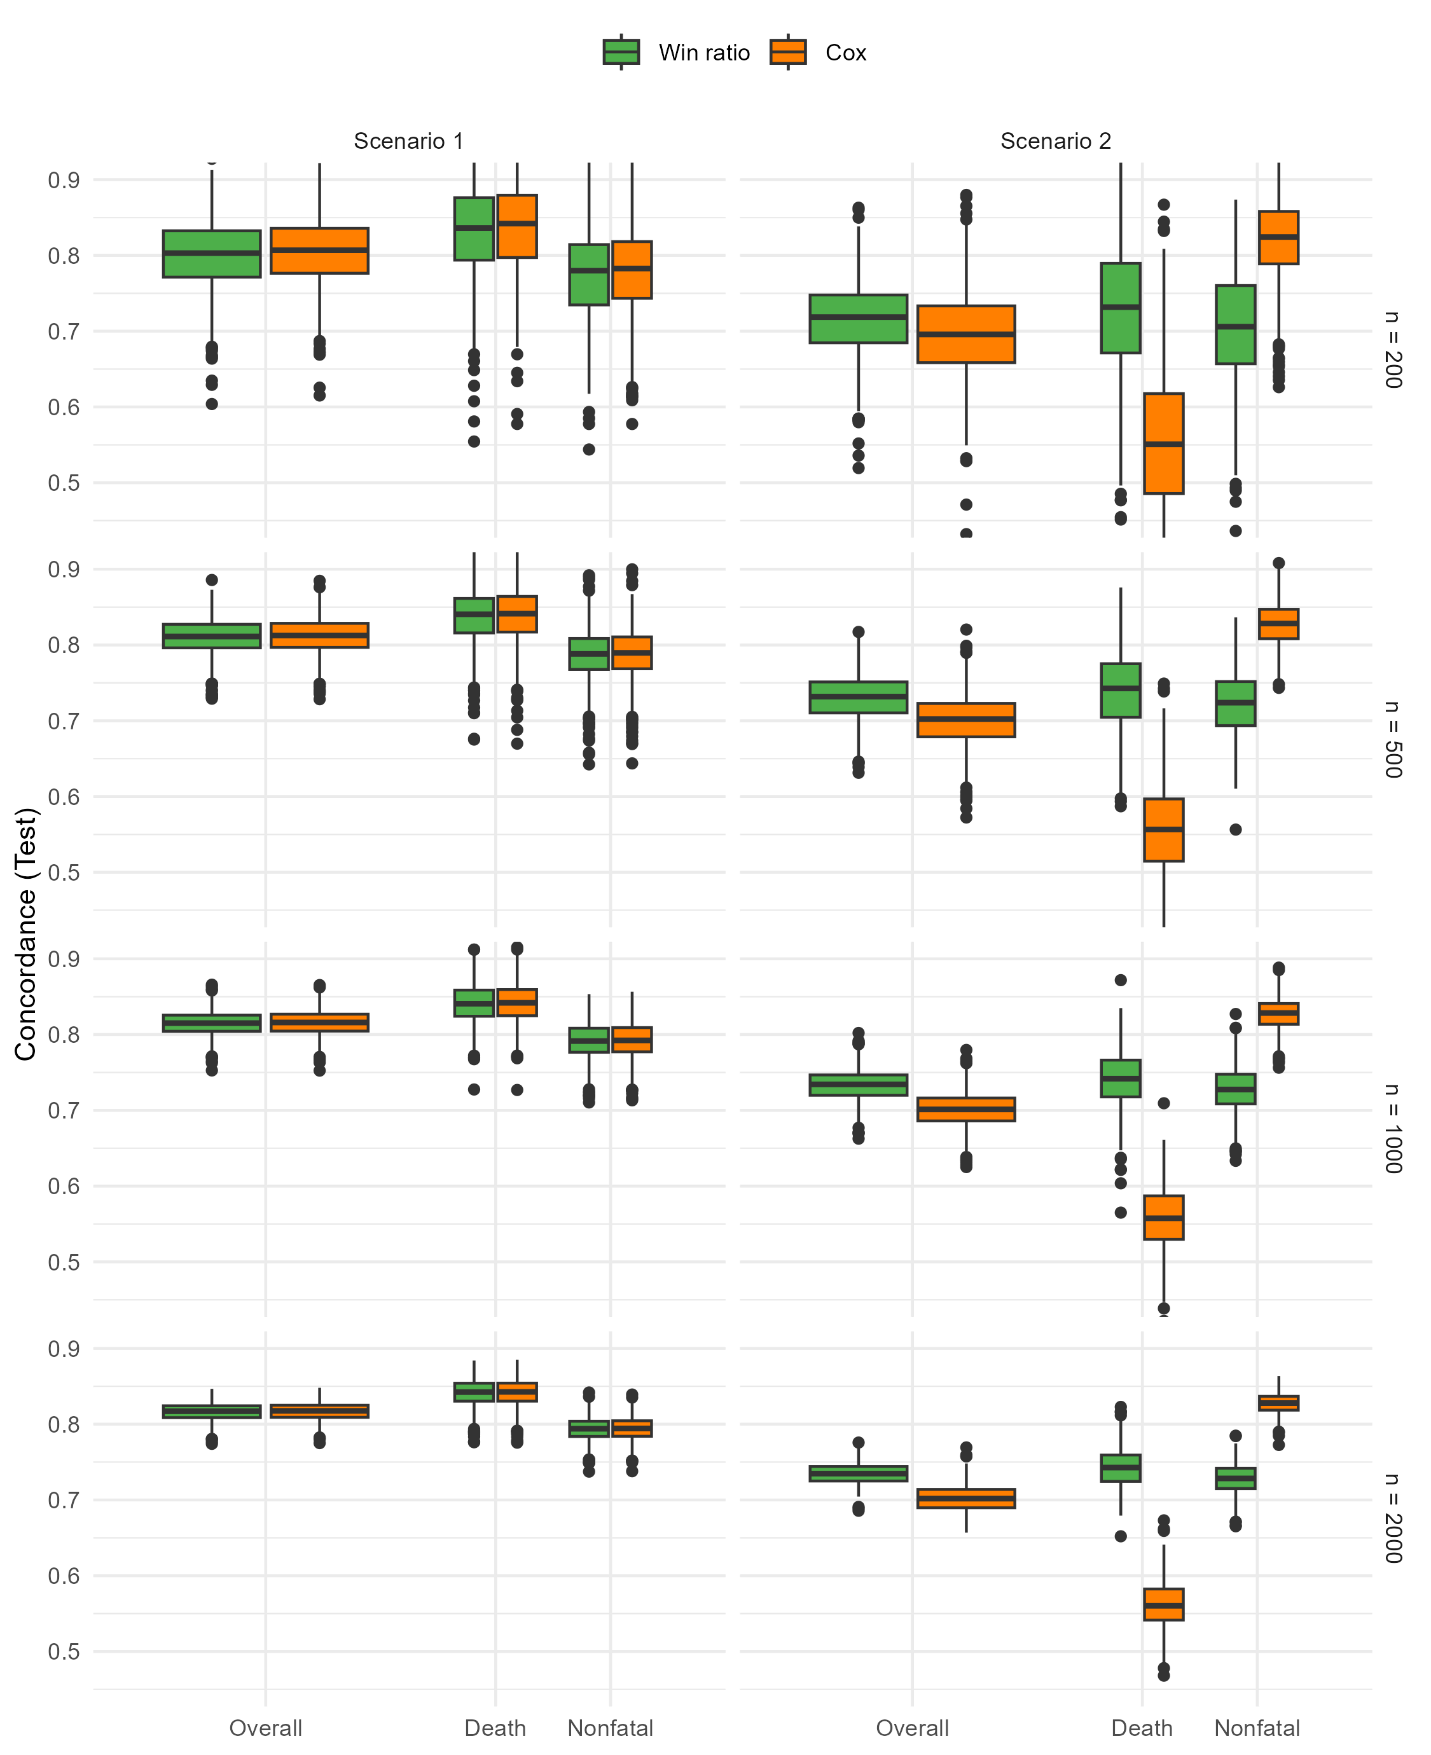 Win ratio
Cox
Scenario 1
Scenario 2
0.9
0.8
0.7
0.6
0.5
n = 200
0.9
0.8
0.7
0.6
0.5
n = 500
Concordance (Test)
0.9
0.8
0.7
0.6
0.5
n = 1000
0.9
0.8
0.7
0.6
0.5
n = 2000
Overall
Death
Nonfatal
Overall
Death
Nonfatal